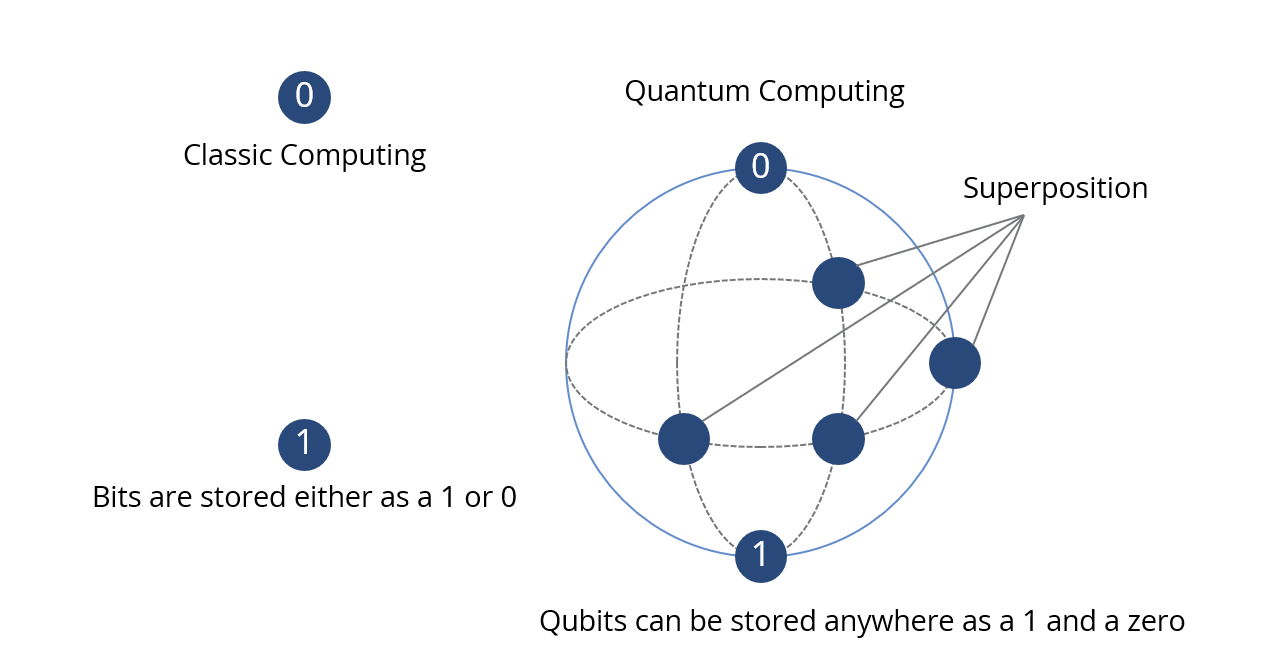 0
Classic Computing
1
Bits are stored either as a 1 or 0
Quantum Computing
0
Superposition
1
Qubits can be stored anywhere as a 1 and a zero